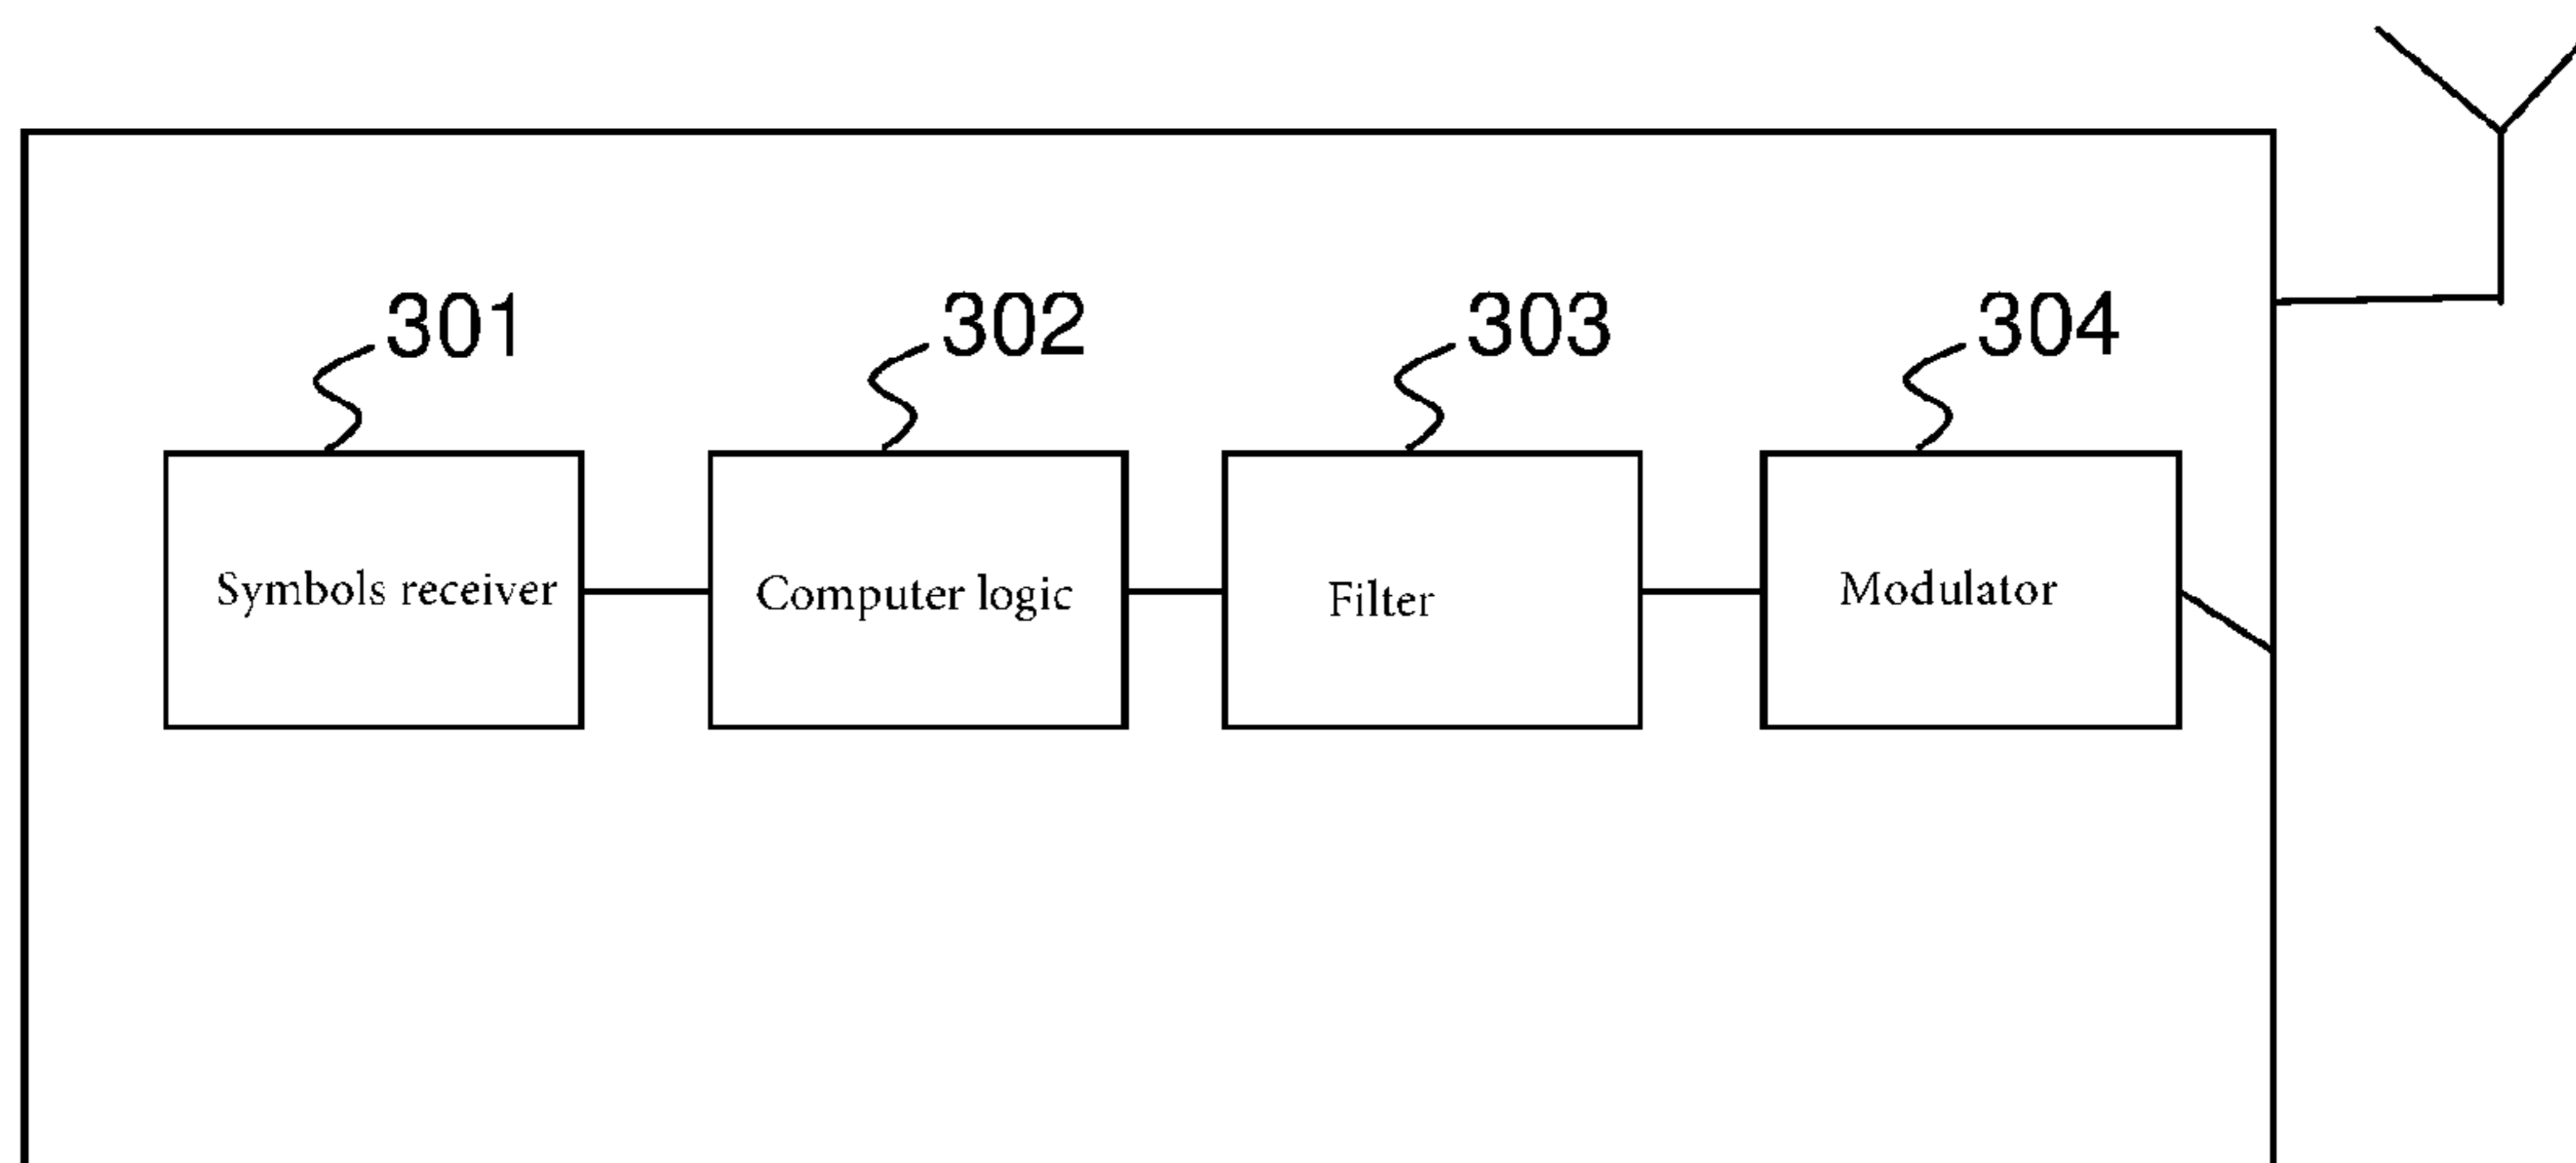 301
302
303
304
Symbols receiver
Computer logic
Filter
Modulator